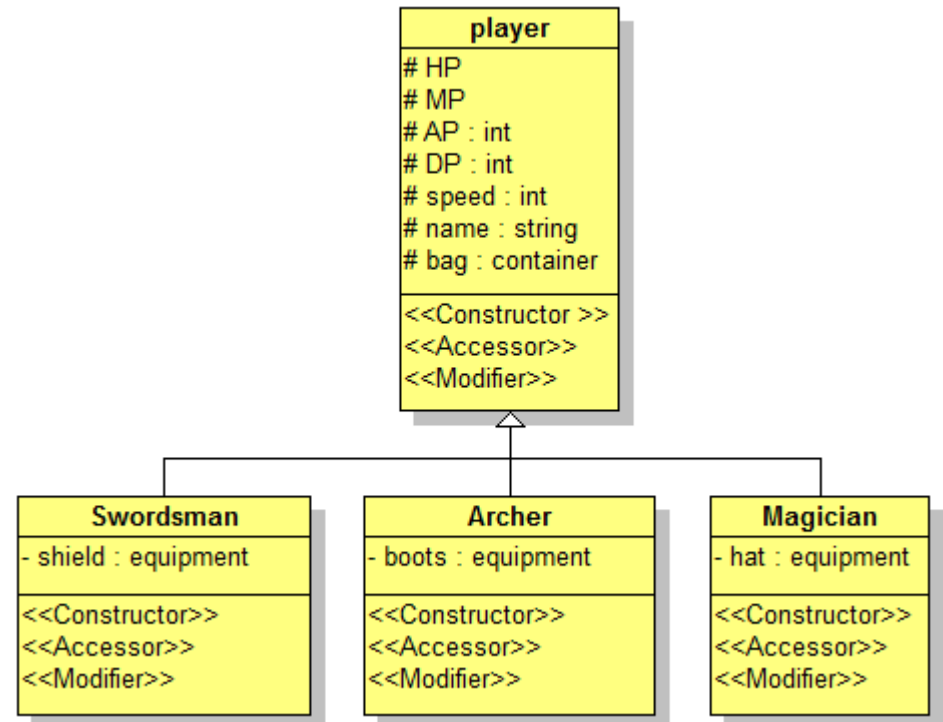 player
# HP
# MP
# AP : int
# DP : int
# speed : int
# name : string
# bag : container
<<Constructor >>
<<Accessor>>
<<Modifier>>
Swordsman
- shield : equipment
<<Constructor>>
<<Accessor>>
<<Modifier>>
Archer
- boots : equipment
<<Constructor>>
<<Accessor>>
<<Modifier>>
Magician
- hat : equipment
<<Constructor>>
<<Accessor>>
<<Modifier>>